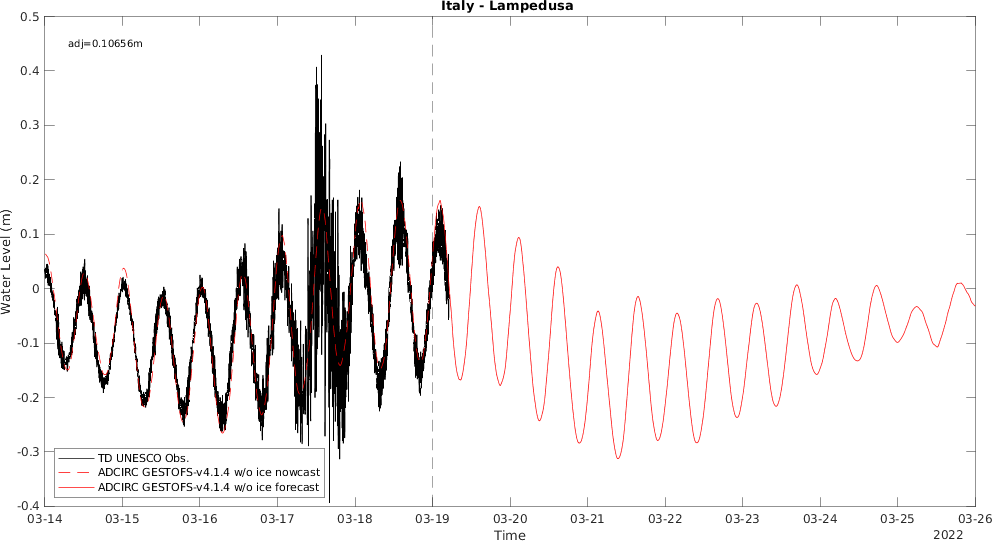 Italy - Lampedusa
adj=0.10656m
0.5
0.4
0.3
0.2
0.1
0
-0.1
-0.2
-0.3
-0.4
Water Level (m)
TD UNESCO Obs.
ADCIRC GESTOFS-v4.1.4 w/o ice nowcast
ADCIRC GESTOFS-v4.1.4 w/o ice forecast
03-14 03-15 03-16 03-17 03-18 03-19 03-20 03-21 03-22 03-23 03-24 03-25 03-26
Time
2022